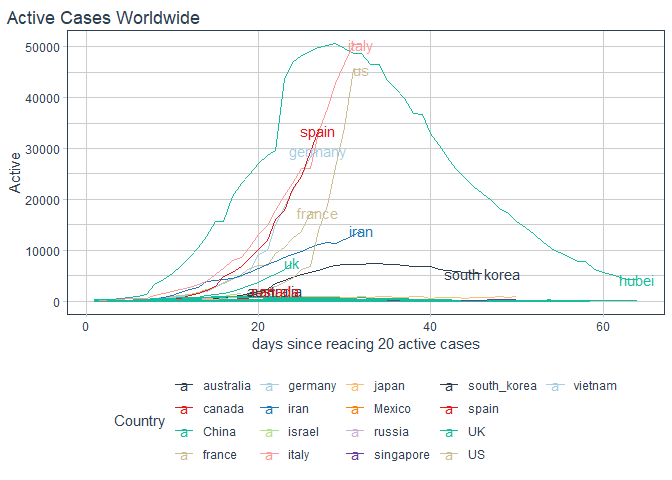 Active Cases Worldwide
50000
40000
30000
20000
10000
0
Active
italy
us
spain
germany
france
iran
uk
south korea
hubei
australia
0 20 40 60
days since reacing 20 active cases
Country
a australia a germany a japan a south_korea a vietnam
a canada a iran a Mexico a spain
a China a israel a russia a UK
a france a italy a singapore a US